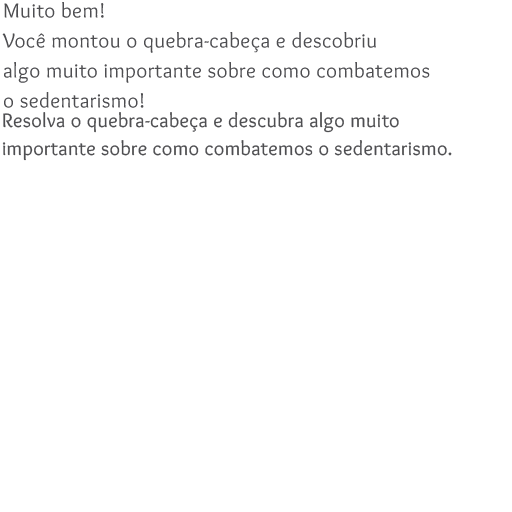 Muito bem!
Você montou o quebra-cabeça e descobriu
algo muito importante sobre como combatemos
o sedentarismo!
Resolva o quebra-cabeça e descubra algo muito
importante sobre como combatemos o sedentarismo.